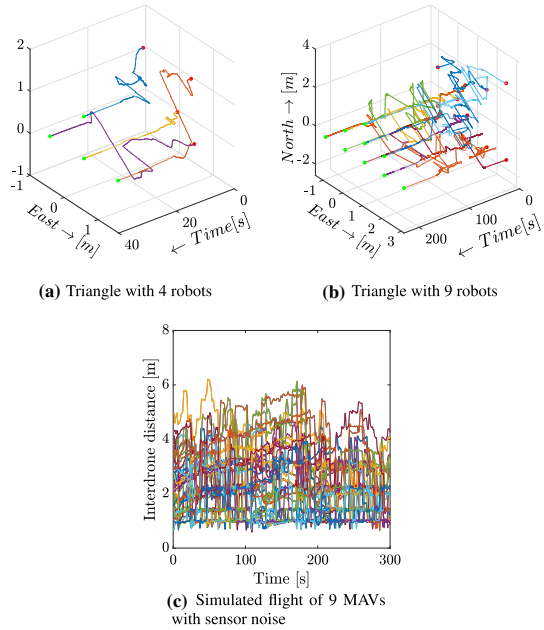 2
1
0
-1
-1
0
1
East → [m]
40
20
0
← Time[s]
(a) Triangle with 4 robots
4
2
0
-2
North → [m]
-1
0
1
2
3
East → [m]
200
100
0
← Time[s]
(b) Triangle with 9 robots
8
6
4
2
0
Interdrone distance [m]
0
100
200
300
Time [s]
(c) Simulated flight of 9 MAVs
with sensor noise